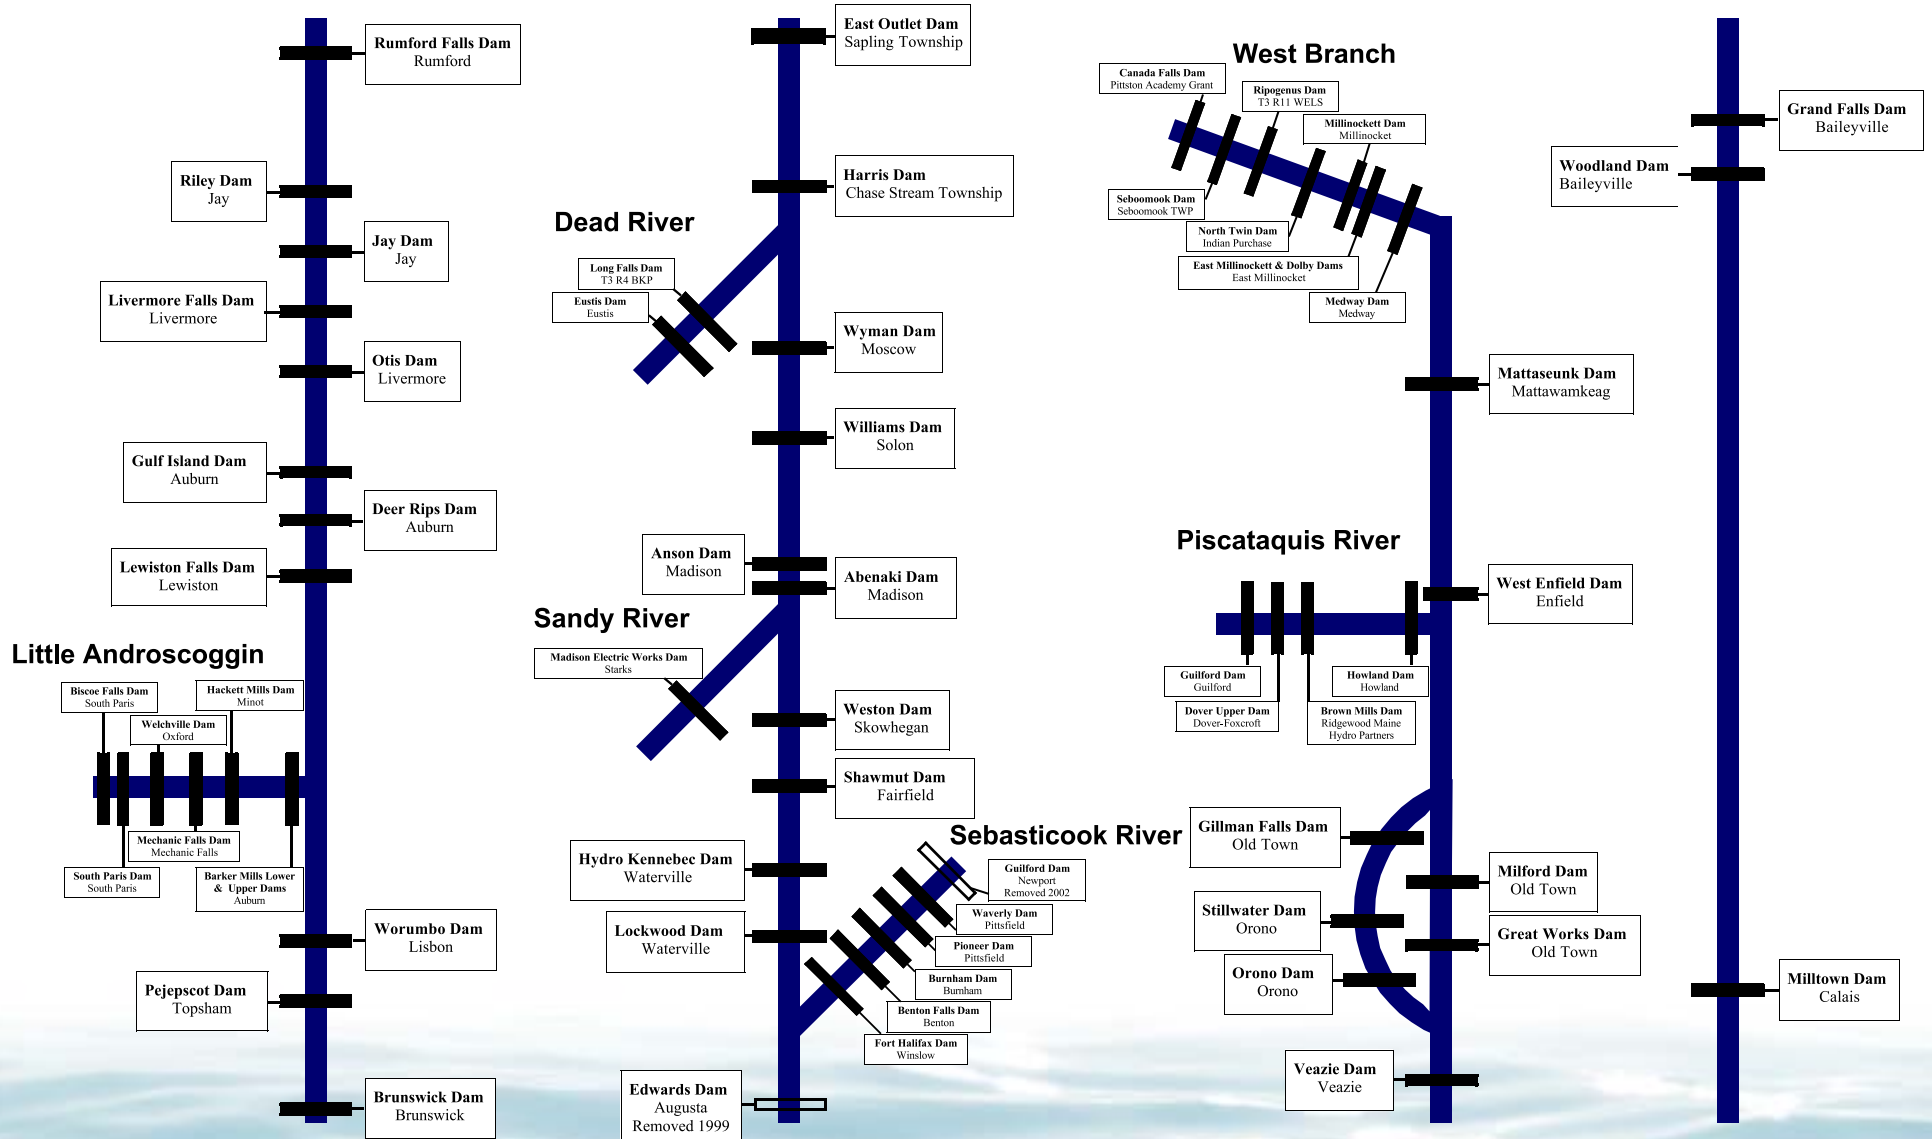 Rumford Falls Dam
Rumford
Riley Dam
Jay
Jay Dam
Jay
Livermore Falls Dam
Livermore
Otis Dam
Livermore
Gulf Island Dam
Auburn
Deer Rips Dam
Auburn
Lewiston Falls Dam
Lewiston
Little Androscoggin
Biscoe Falls Dam
South Paris
Hackett Mills Dam
Minot
Welchville Dam
Oxford
Mechanic Falls Dam
Mechanic Falls
South Paris Dam
South Paris
Barker Mills Lower
& Upper Dams
Auburn
Worumbo Dam
Lisbon
Pejepscot Dam
Topsham
Brunswick Dam
Brunswick
East Outlet Dam
Sapling Township
Harris Dam
Chase Stream Township
Dead River
Long Falls Dam
T3 R4 BKP
Eustis Dam
Eustis
Wyman Dam
Moscow
Williams Dam
Solon
Anson Dam
Madison
Abenaki Dam
Madison
Sandy River
Madison Electric Works Dam
Starks
Weston Dam
Skowhegan
Shawmut Dam
Fairfield
Hydro Kennebec Dam
Waterville
Lockwood Dam
Waterville
Sebasticook River
Guilford Dam
Newport
Removed 2002
Waverly Dam
Pittsfield
Pioneer Dam
Pittsfield
Burnham Dam
Burnham
Benton Falls Dam
Benton
Fort Halifax Dam
Winslow
Edwards Dam
Augusta
Removed 1999
West Branch
Canada Falls Dam
Pittston Academy Grant
Ripogenus Dam
T3 R11 WELS
Millinockett Dam
Millinocket
Seboomook Dam
Seboomook TWP
North Twin Dam
Indian Purchase
East Millinockett & Dolby Dams
East Millinocket
Medway Dam
Medway
Mattaseunk Dam
Mattawamkeag
Piscataquis River
West Enfield Dam
Enfield
Guilford Dam
Guilford
Howland Dam
Howland
Dover Upper Dam
Dover-Foxcroft
Brown Mills Dam
Ridgewood Maine
Hydro Partners
Gillman Falls Dam
Old Town
Milford Dam
Old Town
Stillwater Dam
Orono
Great Works Dam
Old Town
Orono Dam
Orono
Veazie Dam
Veazie
Grand Falls Dam
Baileyville
Woodland Dam
Baileyville
Milltown Dam
Calais